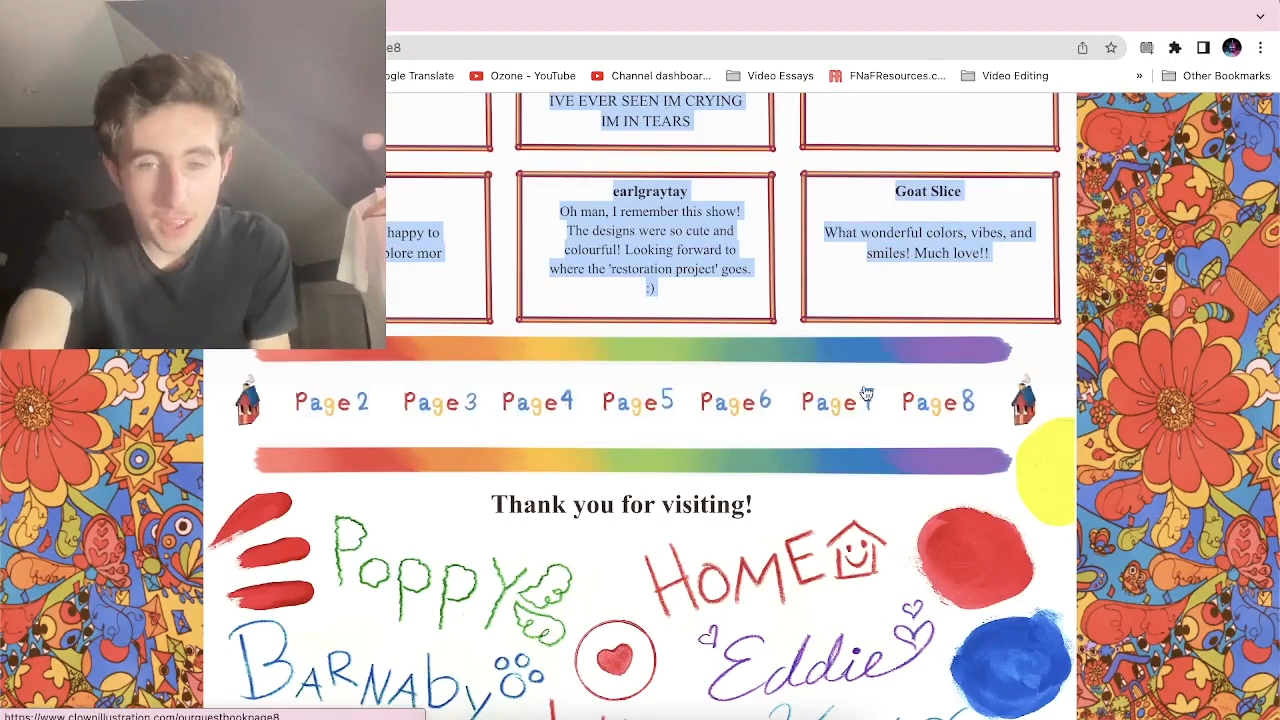 e8
ogle Translate
Ozone - YouTube
Channel dashboar...
Video Essays
FNaFResources.c...
Video Editing
»
Other Bookmarks
IVE EVER SEEN IM CRYING
IM IN TEARS
happy to
plore mor
earlgraytay
Oh man, I remember this show!
The designs were so cute and
colourful! Looking forward to
where the 'restoration project' goes.
:)
Goat Slice
What wonderful colors, vibes, and
smiles! Much love!!
Page 2
Page 3
Page 4
Page 5
Page 6
Page 7
Page 8
Thank you for visiting!
Poppy
HOME
BARNABy
Eddie
https://www.clownillustration.com/ourguestbookpage8